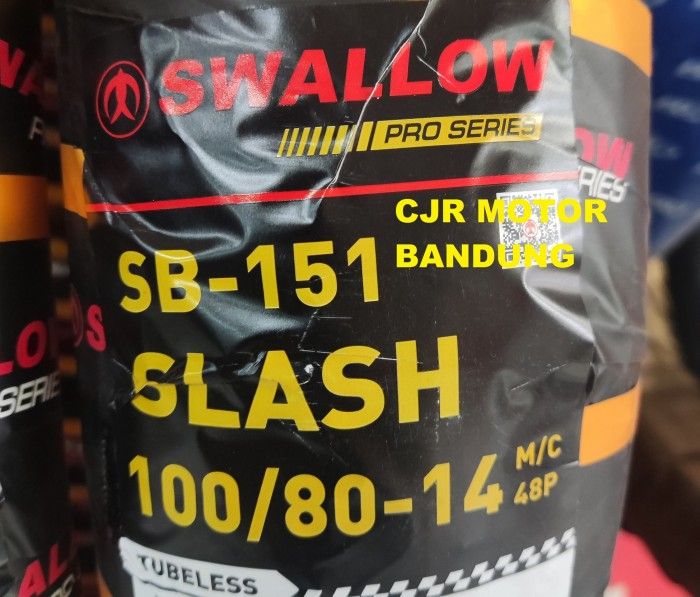 SWALLOW
PRO SERIES
CJR MOTOR
BANDUNG
SB-151
SLASH
100/80-14 M/C
48P
TUBELESS